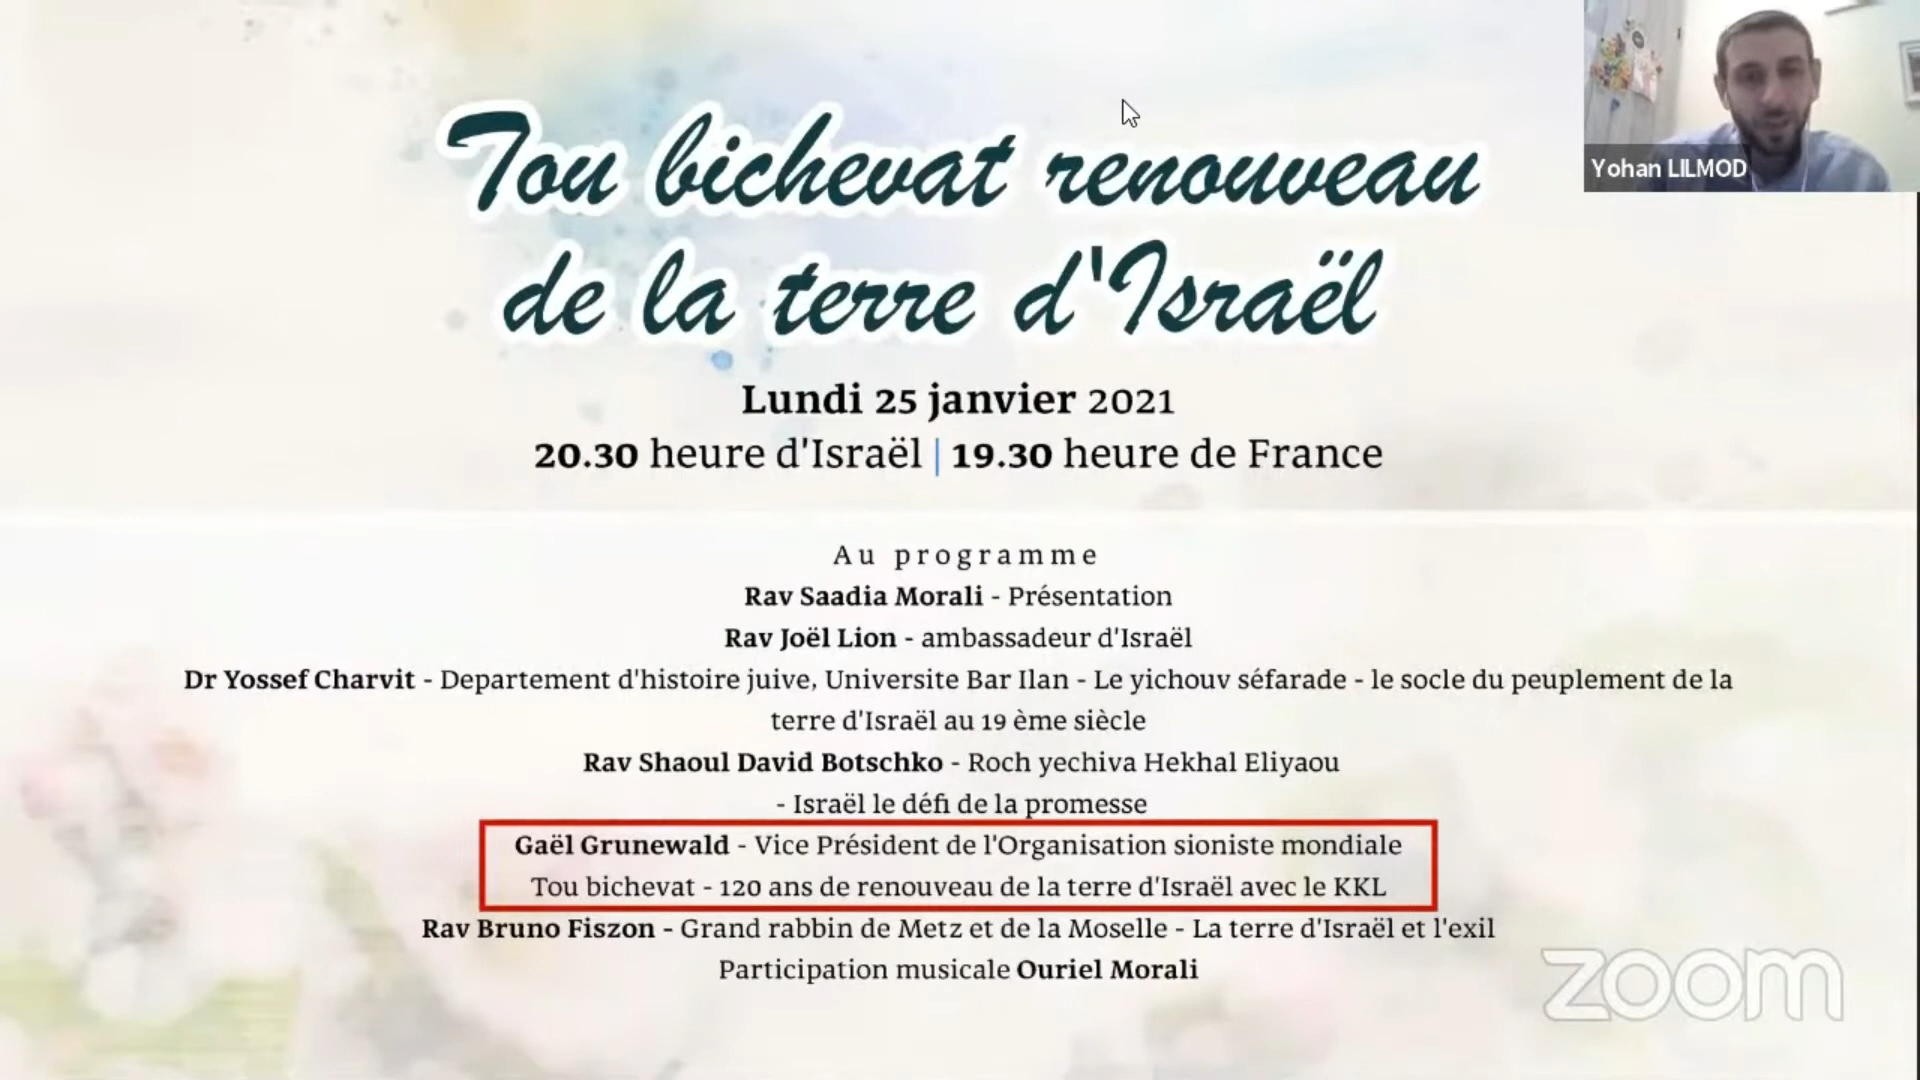 Tou bichevat renouveau
de la terre d'Israël
Yohan LILMOD
Lundi 25 janvier 2021
20.30 heure d'Israël | 19.30 heure de France
Au programme
Rav Saadia Morali - Présentation
Rav Joël Lion - ambassadeur d'Israël
Dr Yossef Charvit - Departement d'histoire juive, Universite Bar Ilan - Le yichouv séfarade - le socle du peuplement de la
terre d'Israël au 19 ème siècle
Rav Shaoul David Botschko - Roch yechiva Hekhal Eliyaou
- Israël le défi de la promesse
Gaël Grunewald - Vice Président de l'Organisation sioniste mondiale
Tou bichevat - 120 ans de renouveau de la terre d'Israël avec le KKL
Rav Bruno Fiszon - Grand rabbin de Metz et de la Moselle - La terre d'Israël et l'exil
Participation musicale Ouriel Morali
zoom